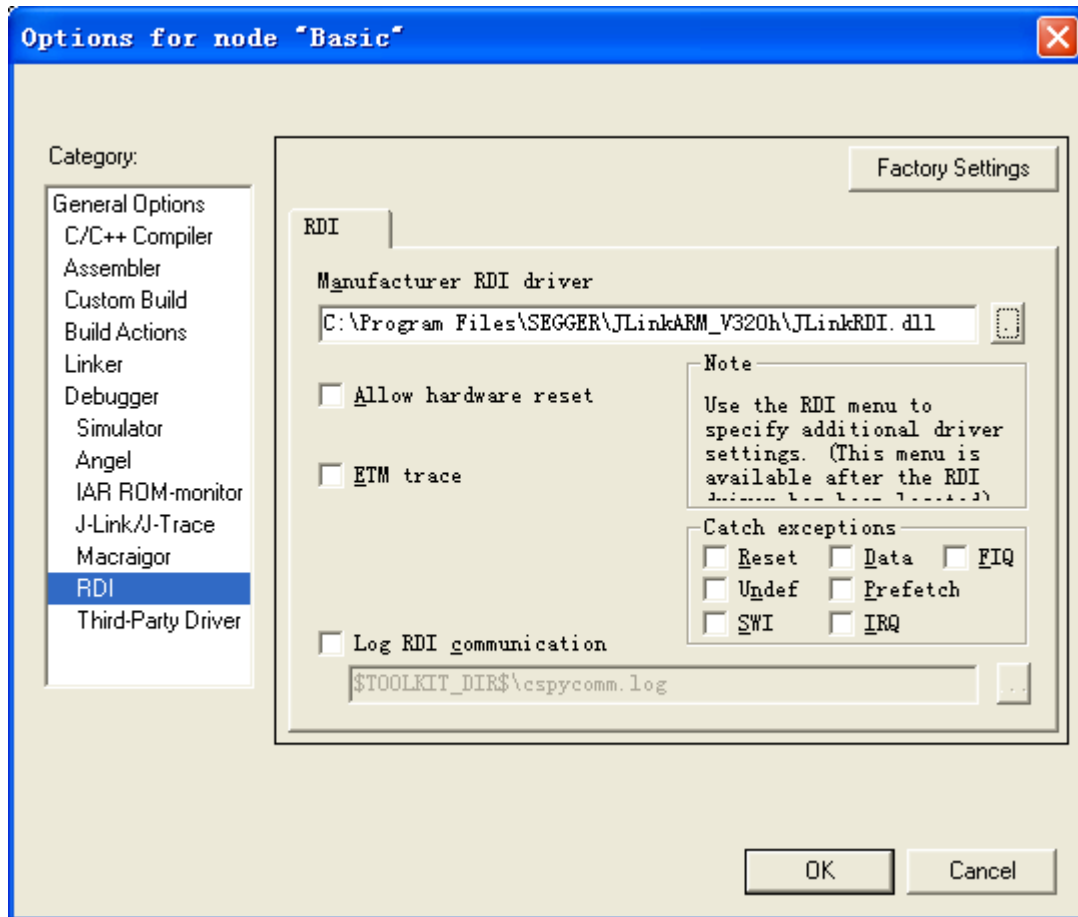 Options for node "Basic"
Category:
Factory Settings
General Options
C/C++ Compiler
Assembler
Custom Build
Build Actions
Linker
Debugger
Simulator
Angel
IAR ROM-monitor
J-Link/J-Trace
Macraigor
RDI
Third-Party Driver
RDI
Manufacturer RDI driver
C:\Program Files\SEGGER\JLinkARM_V320h\JLinkRDI.dll
.
Allow hardware reset
ETM trace
Note
Use the RDI menu to
specify additional driver
settings. (This menu is
available after the RDI
Catch exceptions
Reset Data FIQ
Undef Prefetch
SWI IRQ
Log RDI communication
$TOOLKIT_DIR$\cspycomm.log
...
OK Cancel